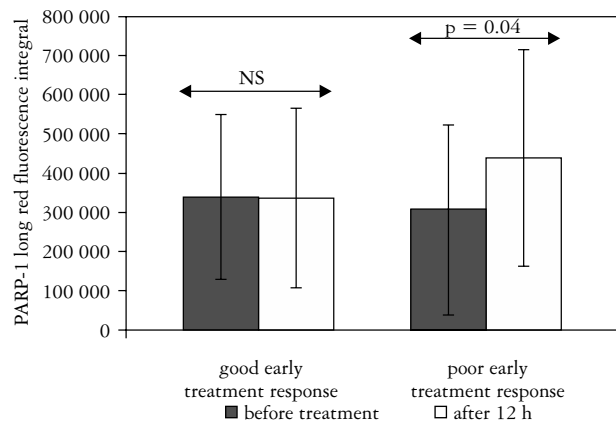 PARP-1 long red fluorescence integral
800 000
700 000
600 000
500 000
400 000
300 000
200 000
100 000
0
NS
p = 0.04
good early
treatment response
poor early
treatment response
before treatment
after 12 h